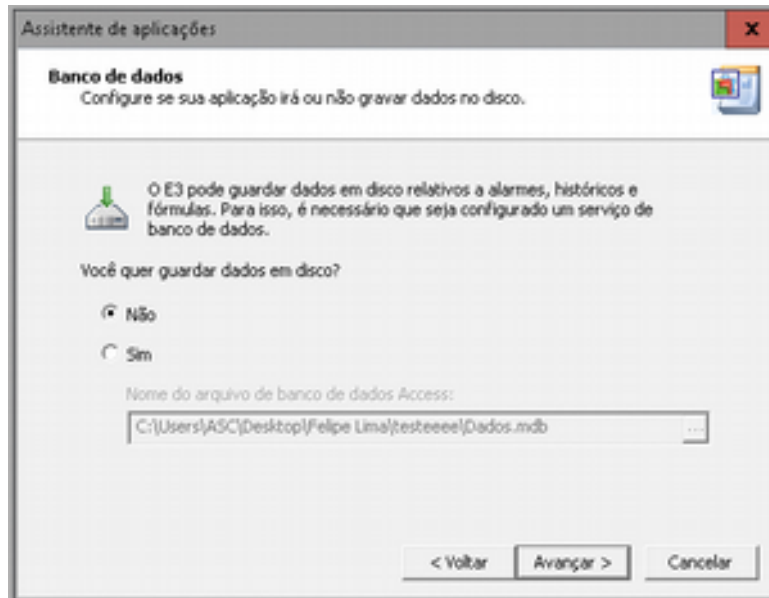 Assistente de aplicações
x
Banco de dados
Configure se sua aplicação irá ou não gravar dados no disco.
O E3 pode guardar dados em disco relativos a alarmes, históricos e
fórmulas. Para isso, é necessário que seja configurado um serviço de
banco de dados.
Você quer guardar dados em disco?
Não
Sim
Nome do arquivo de banco de dados Access:
C:\Users\ASC\Desktop\Felipe Lima\testeeee\Dados.mdb
...
< Voltar
Avançar >
Cancelar